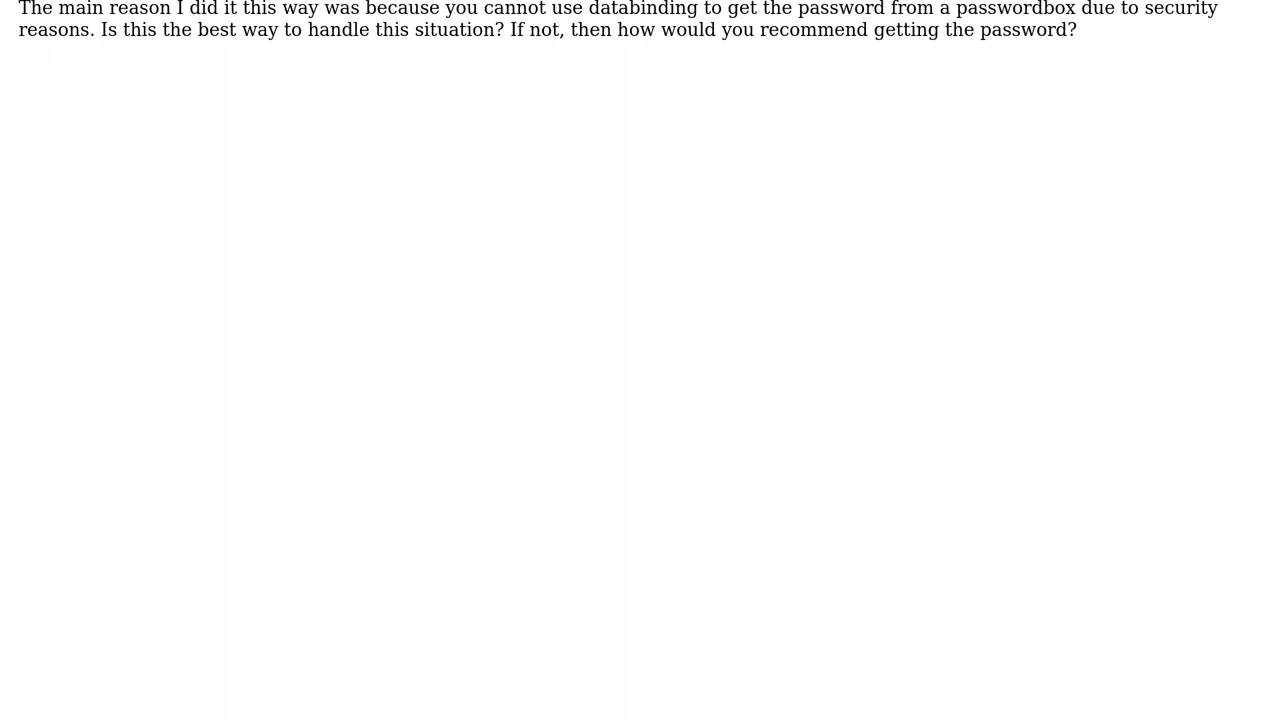 The main reason I did it this way was because you cannot use databinding to get the password from a passwordbox due to security
reasons. Is this the best way to handle this situation? If not, then how would you recommend getting the password?